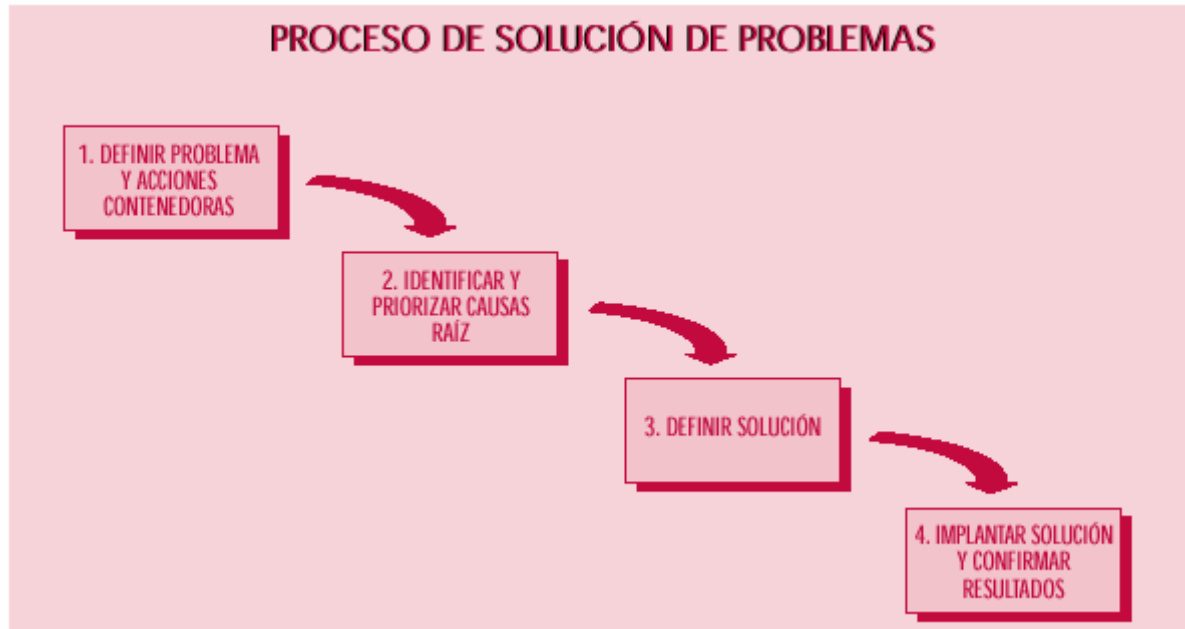 PROCESO DE SOLUCIÓN DE PROBLEMAS
1. DEFINIR PROBLEMA
Y ACCIONES
CONTENEDORAS
2. IDENTIFICAR Y
PRIORIZAR CAUSAS
RAÍZ
3. DEFINIR SOLUCIÓN
4. IMPLANTAR SOLUCIÓN
Y CONFIRMAR
RESULTADOS